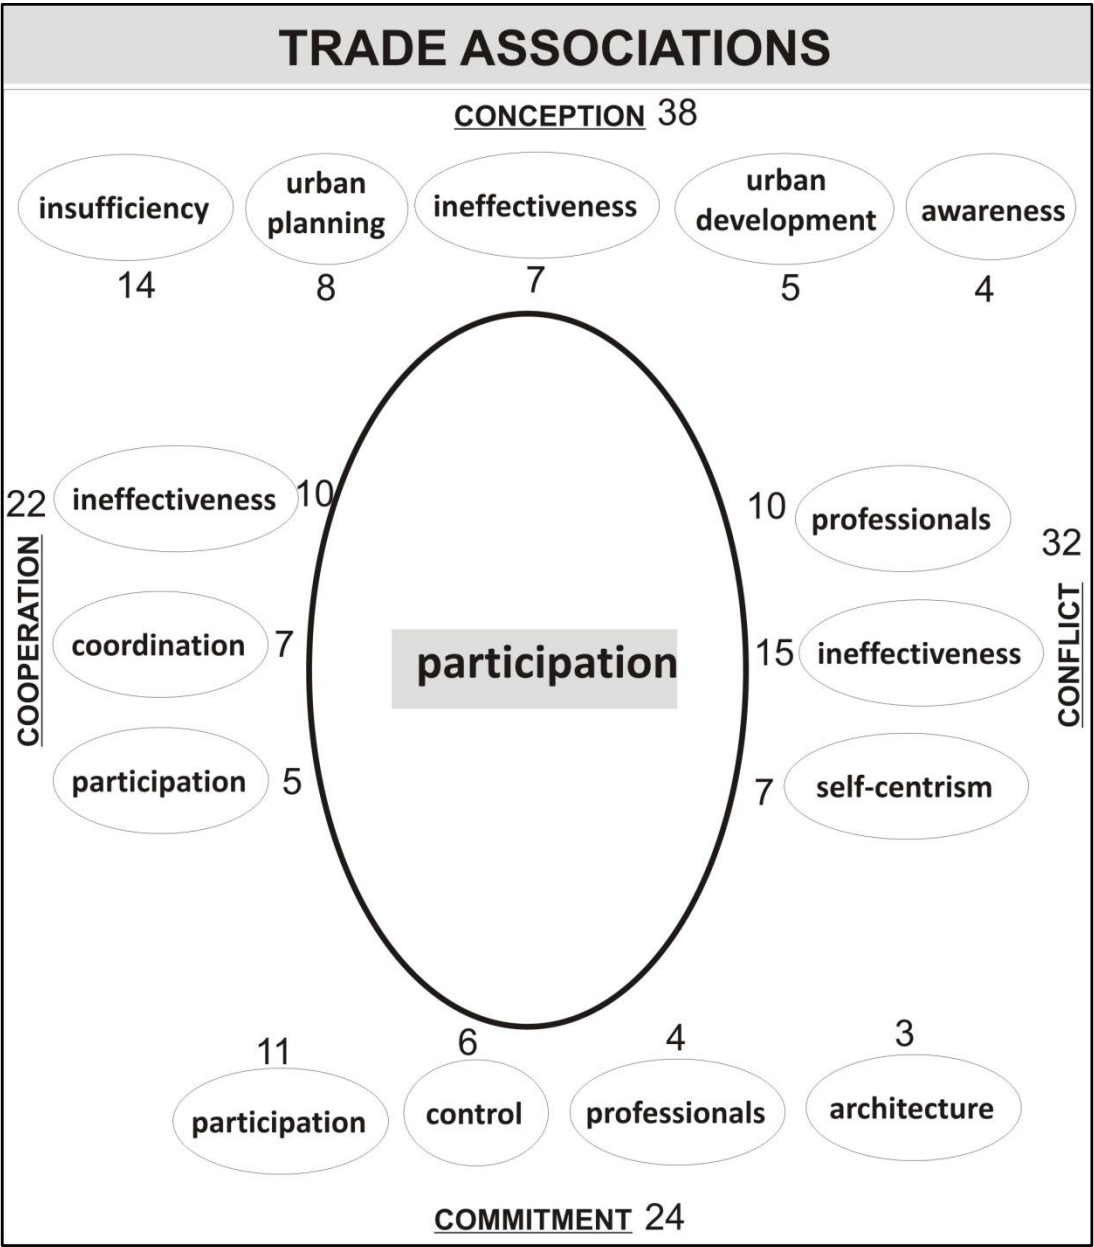 TRADE ASSOCIATIONS
CONCEPTION 38
insufficiency
urban
planning
ineffectiveness
urban
development
awareness
14
8
7
5
4
22
COOPERATION
ineffectiveness 10
coordination 7
participation 5
participation
10 professionals
15 ineffectiveness
7 self-centrism
32
CONFLICT
11
6
4
3
participation
control
professionals
architecture
COMMITMENT 24